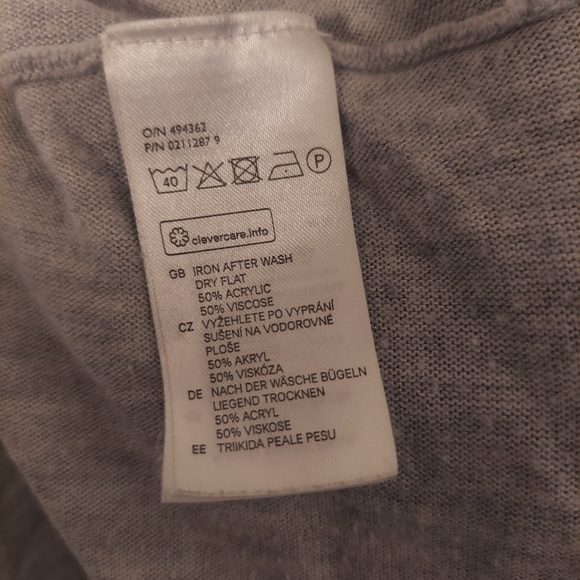 O/N 494362
P/N 0211287 9
40 P
clevercare.info
GB IRON AFTER WASH
DRY FLAT
50% ACRYLIC
50% VISCOSE
CZ VYŽEHLETE PO VYPRÁNÍ
SUŠENÍ NA VODOROVNÉ
PLOŠE
50% AKRYL
50% VISKÓZA
DE NACH DER WÄSCHE BÜGELN
LIEGEND TROCKNEN
50% ACRYL
50% VISKOSE
EE TRIIKIDA PEALE PESU